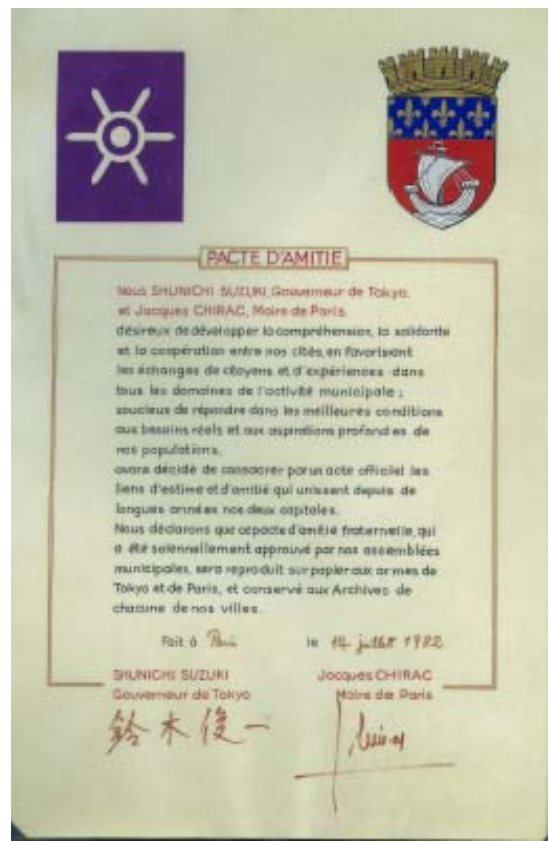 PACTE D'AMITIE
Nous SHUNICHI SUZUKI, Gouverneur de Tokyo,
et Jacques CHIRAC, Maire de Paris,
désireux de développer la compréhension, la solidarité
et la coopération entre nos cités, en favorisant
les échanges de citoyens et d'expériences dans
tous les domaines de l'activité municipale ;
soucieux de répondre dans les meilleures conditions
aux besoins réels et aux aspirations profondes de
nos populations,
avons décidé de consacrer par un acte officiel les
liens d'estime et d'amitié qui unissent depuis de
longues années nos deux capitales.
Nous déclarons que ce pacte d'amitié fraternelle, qui
a été solennellement approuvé par nos assemblées
municipales, sera reproduit sur papier aux armes de
Tokyo et de Paris, et conservé aux Archives de
chacune de nos villes.
Fait à Paris le 14 juillet 1982
SHUNICHI SUZUKI Jacques CHIRAC
Gouverneur de Tokyo Maire de Paris
鈴木俊一